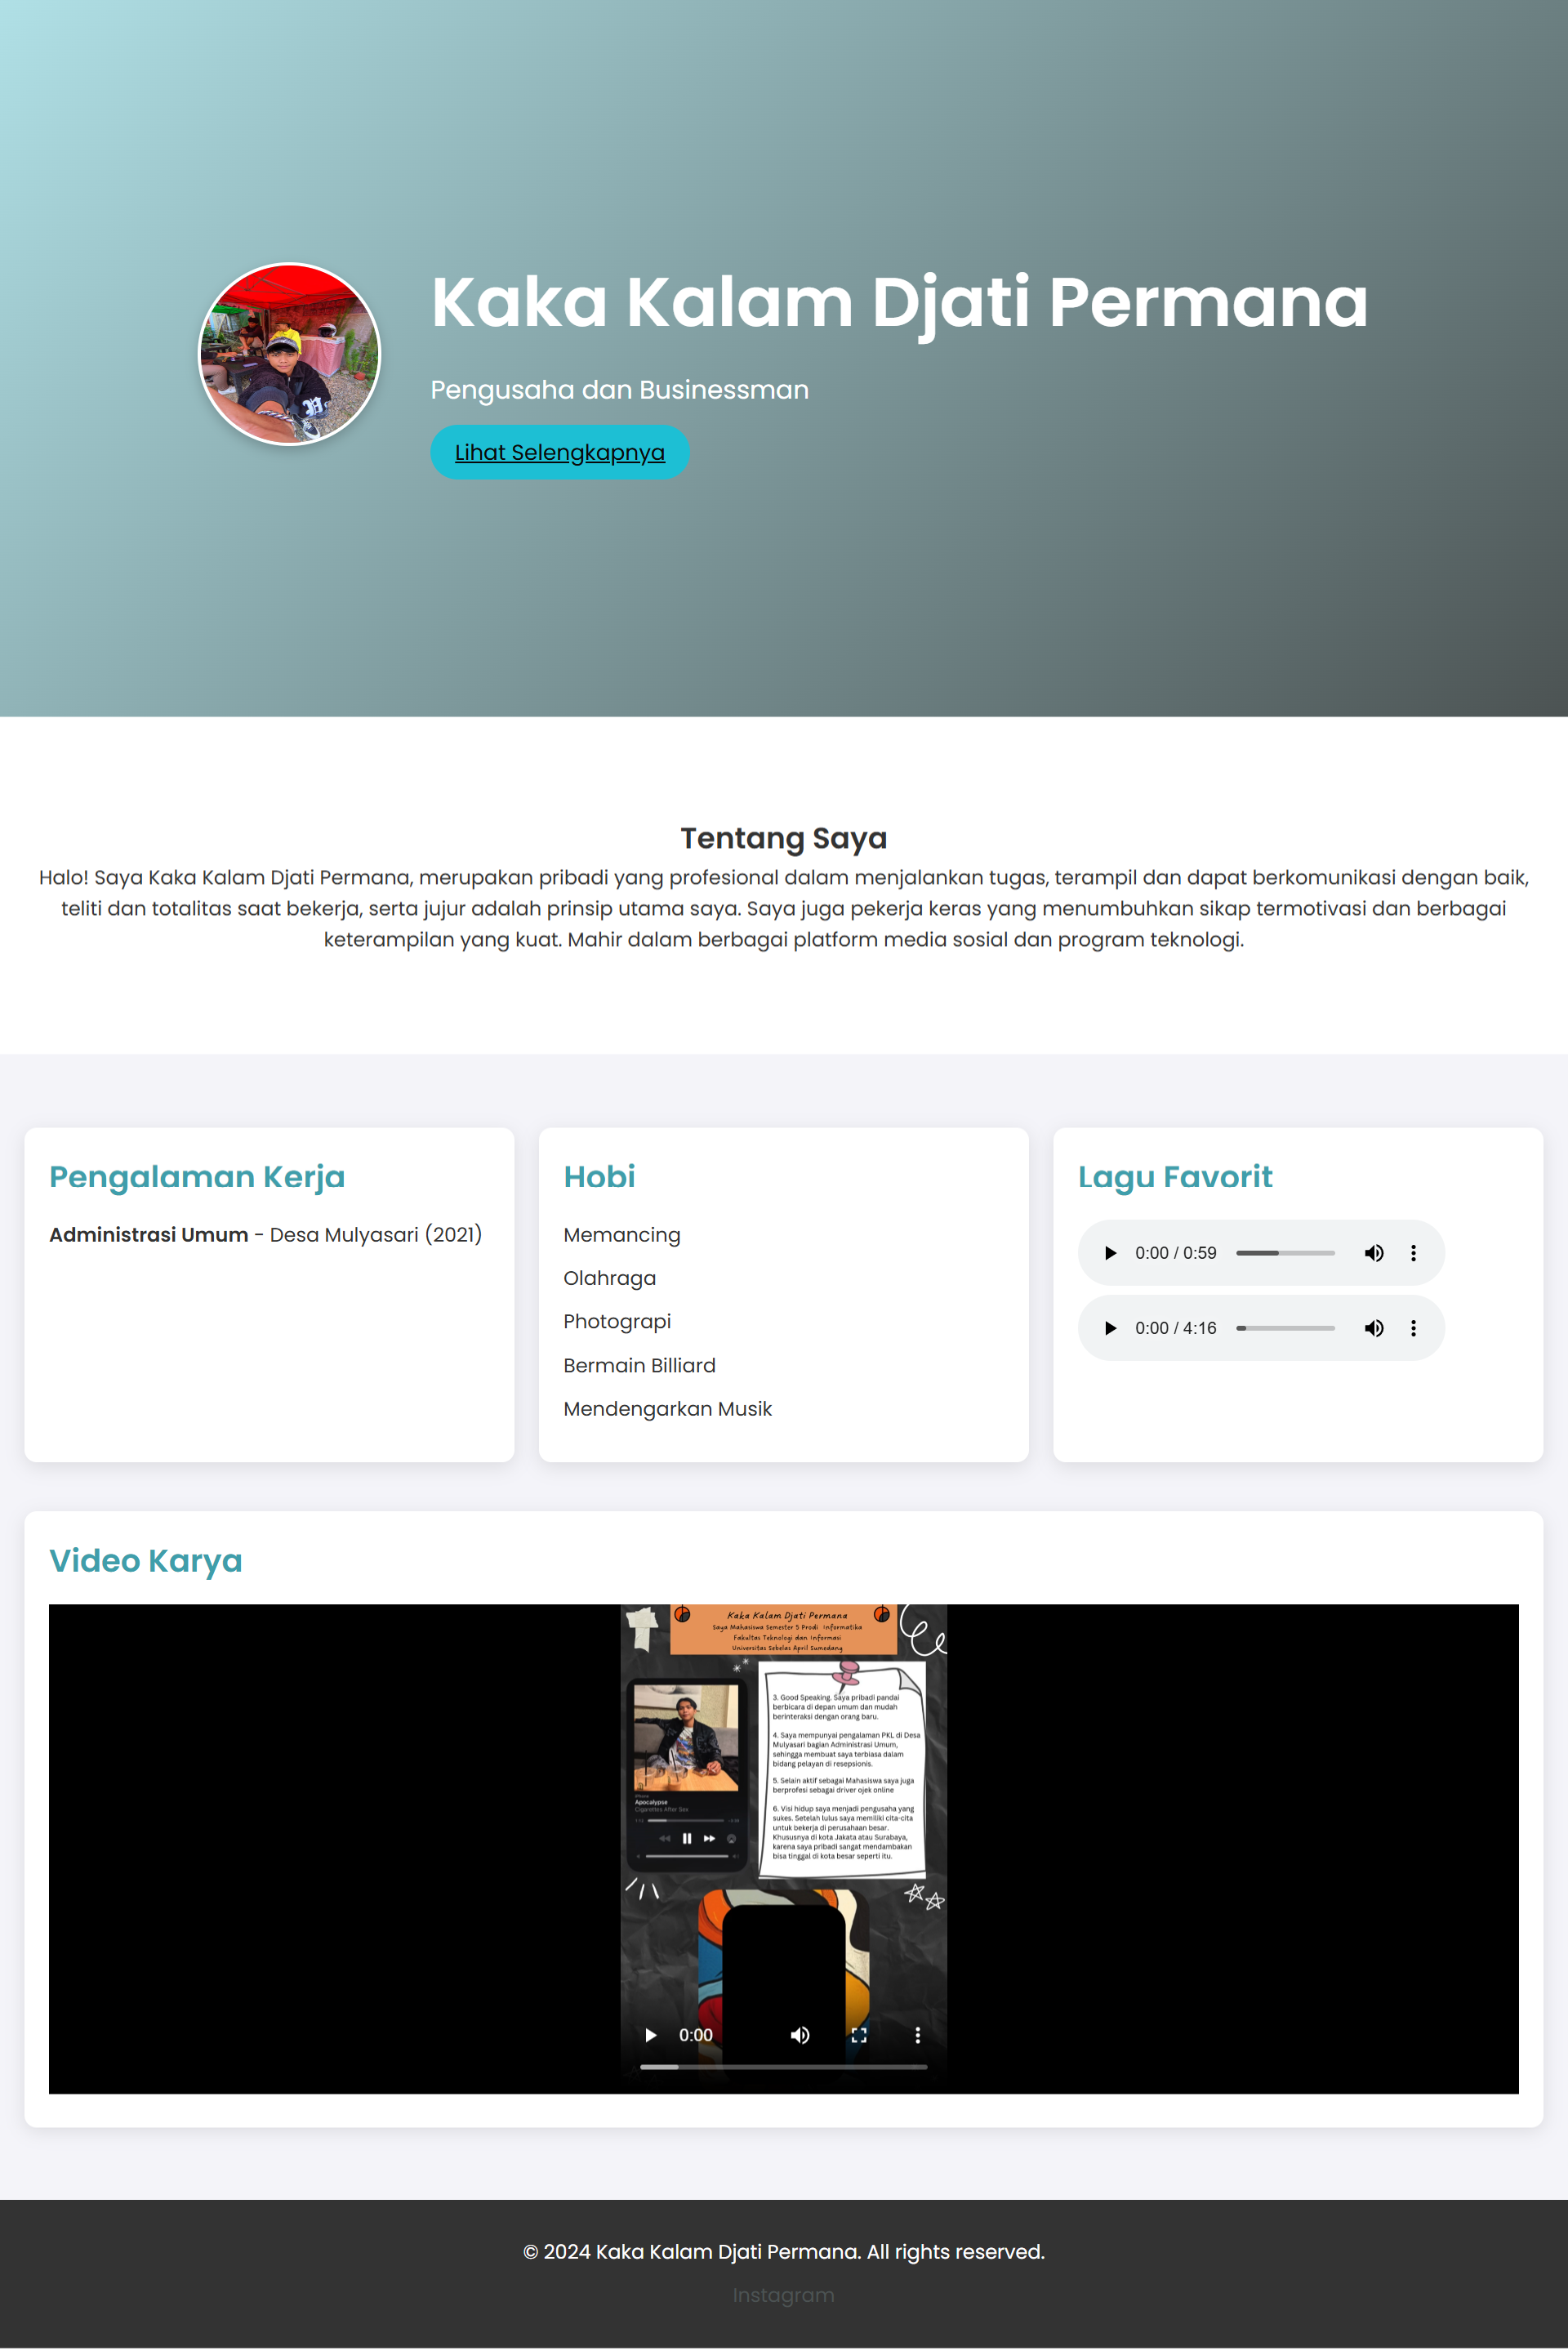 Kaka Kalam Djati Permana
Pengusaha dan Businessman
Lihat Selengkapnya
Tentang Saya
Halo! Saya Kaka Kalam Djati Permana, merupakan pribadi yang profesional dalam menjalankan tugas, terampil dan dapat berkomunikasi dengan baik,
teliti dan totalitas saat bekerja, serta jujur adalah prinsip utama saya. Saya juga pekerja keras yang menumbuhkan sikap termotivasi dan berbagai
keterampilan yang kuat. Mahir dalam berbagai platform media sosial dan program teknologi.
Pengalaman Kerja
Administrasi Umum - Desa Mulyasari (2021)
Hobi
Memancing
Olahraga
Photograpi
Bermain Billiard
Mendengarkan Musik
Lagu Favorit
0:00 / 0:59
0:00 / 4:16
Video Karya
Kaka Kalam Djati Permana
Saya Mahasiswa Semester 5 Prodi Informatika
Fakultas Teknologi dan Informasi
Universitas Sebelas April Sumedang
3. Good Speaking. Saya pribadi pandai
berbicara di depan umum dan mudah
berinteraksi dengan orang baru.
4. Saya mempunyai pengalaman PKL di Desa
Mulyasari bagian Administrasi Umum,
sehingga membuat saya terbiasa dalam
bidang pelayan di resepsionis.
5. Selain aktif sebagai Mahasiswa saya juga
berprofesi sebagai driver ojek online
6. Visi hidup saya menjadi pengusaha yang
sukes. Setelah lulus saya memiliki cita-cita
untuk bekerja di perusahaan besar.
Khususnya di kota Jakata atau Surabaya,
karena saya pribadi sangat mendambakan
bisa tinggal di kota besar seperti itu.
Apocalypse
Cigarettes After Sex
0:00
© 2024 Kaka Kalam Djati Permana. All rights reserved.
Instagram